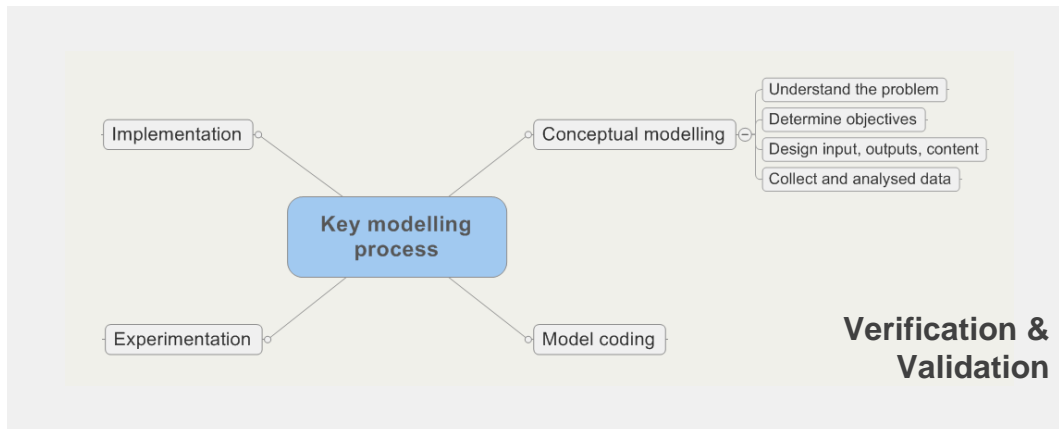 Implementation
Conceptual modelling
Understand the problem
Determine objectives
Design input, outputs, content
Collect and analysed data
Key modelling
process
Experimentation
Model coding
Verification &
Validation